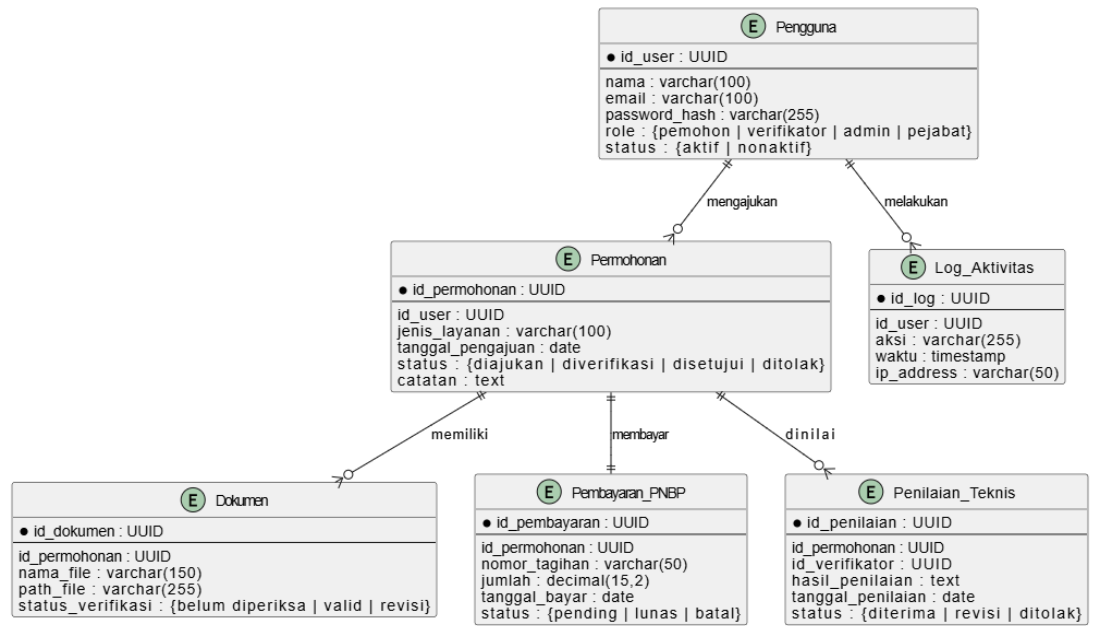 E Pengguna
● id_user : UUID
nama : varchar(100)
email : varchar(100)
password_hash : varchar(255)
role : {pemohon | verifikator | admin | pejabat}
status : {aktif | nonaktif}
mengajukan
melakukan
E Permohonan
● id_permohonan : UUID
id_user : UUID
jenis_layanan : varchar(100)
tanggal_pengajuan : date
status : {diajukan | diverifikasi | disetujui | ditolak}
catatan : text
E Log_Aktivitas
● id_log : UUID
id_user : UUID
aksi : varchar(255)
waktu : timestamp
ip_address : varchar(50)
memiliki
membayar
dinilai
E Dokumen
● id_dokumen : UUID
id_permohonan : UUID
nama_file : varchar(150)
path_file : varchar(255)
status_verifikasi : {belum diperiksa | valid | revisi}
E Pembayaran_PNBP
● id_pembayaran : UUID
id_permohonan : UUID
nomor_tagihan : varchar(50)
jumlah : decimal(15,2)
tanggal_bayar : date
status : {pending | lunas | batal}
E Penilaian_Teknis
● id_penilaian : UUID
id_permohonan : UUID
id_verifikator : UUID
hasil_penilaian : text
tanggal_penilaian : date
status : {diterima | revisi | ditolak}